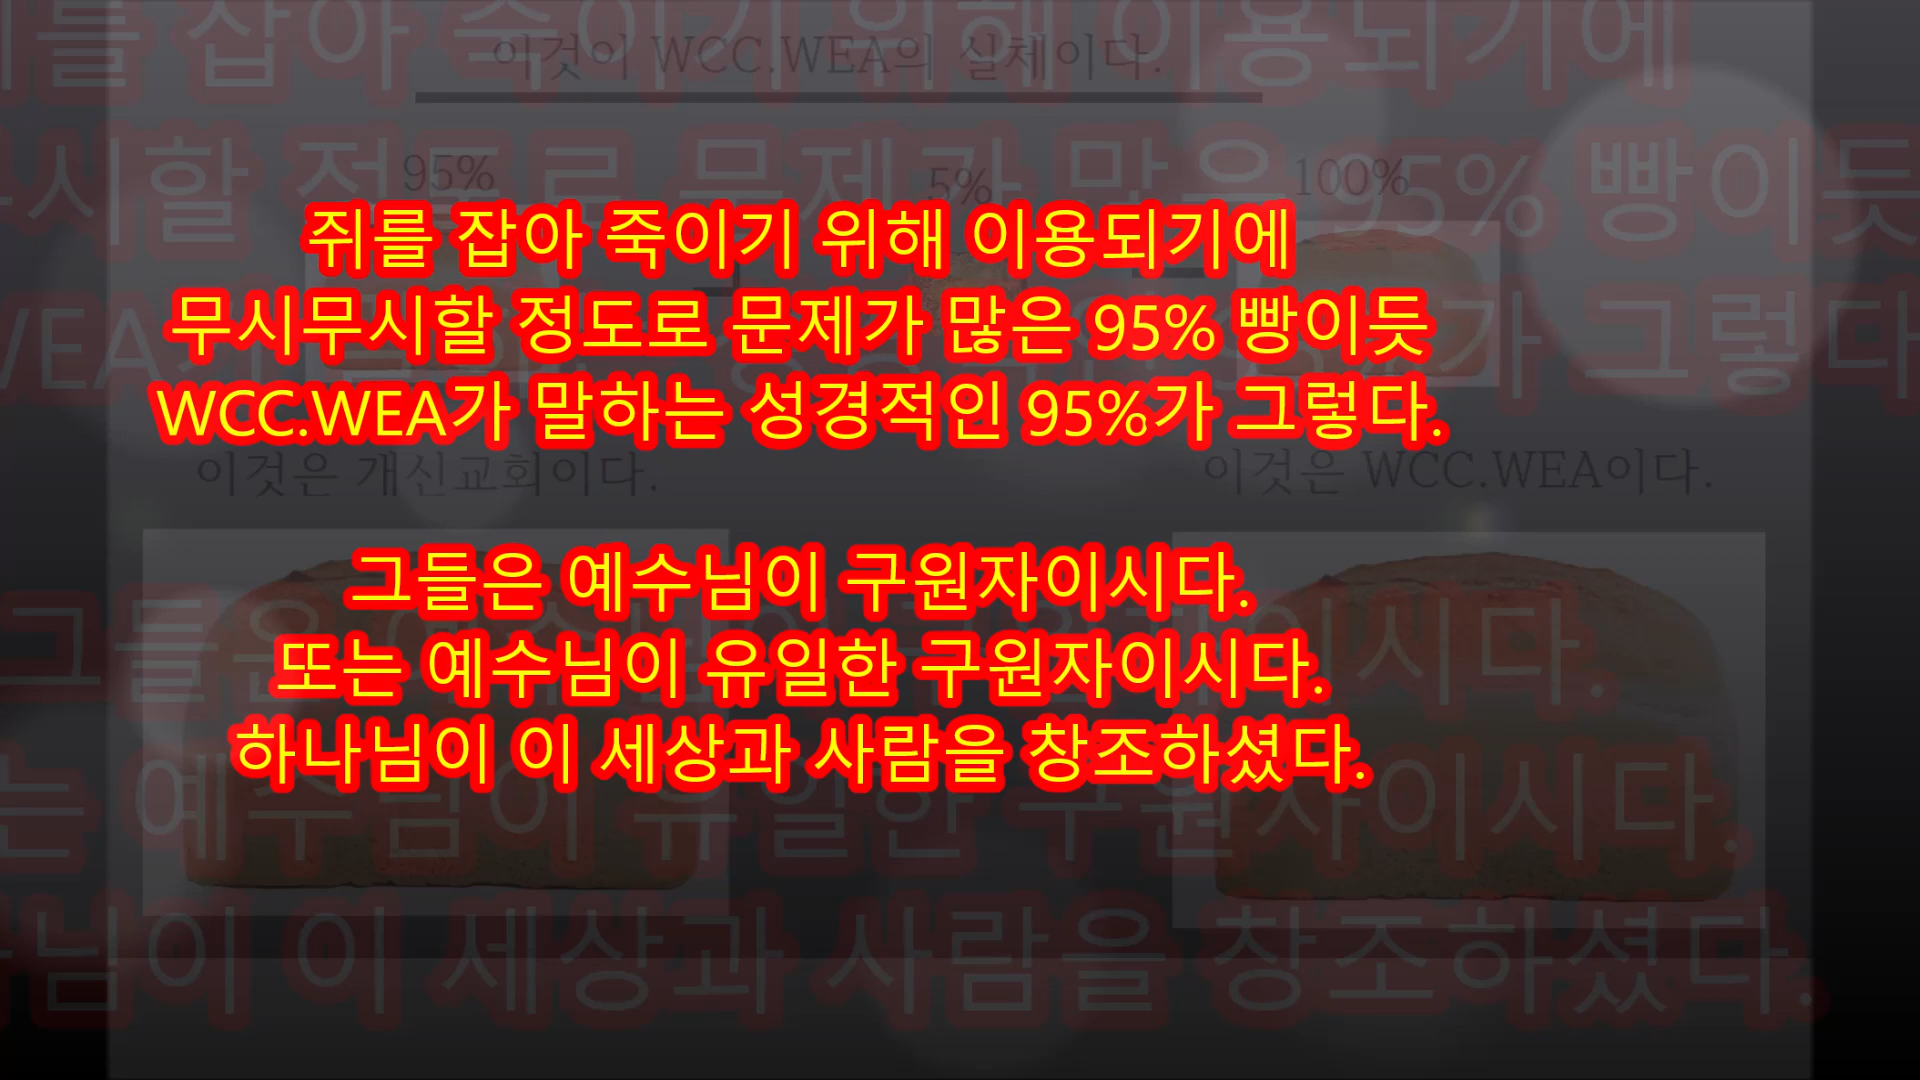 이것이 WCC.WEA의 실체이다.
95%
5%
100%
쥐를 잡아 죽이기 위해 이용되기에
무시무시할 정도로 문제가 많은 95% 빵이듯
WCC.WEA가 말하는 성경적인 95%가 그렇다.
이것은 개신교회이다.
이것은 WCC.WEA이다.
그들은 예수님이 구원자이시다.
또는 예수님이 유일한 구원자이시다.
하나님이 이 세상과 사람을 창조하셨다.